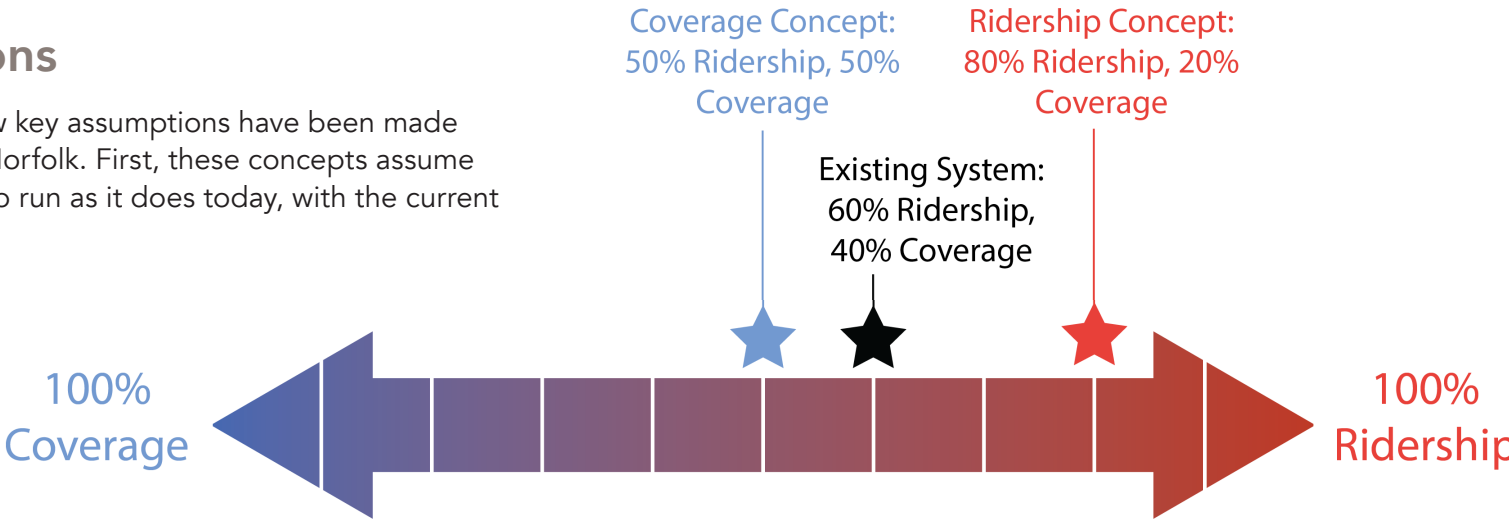 ons
key assumptions have been made
Norfolk. First, these concepts assume
run as it does today, with the current
Coverage Concept:
50% Ridership, 50%
Coverage
Ridership Concept:
80% Ridership, 20%
Coverage
Existing System:
60% Ridership,
40% Coverage
100%
Coverage
100%
Ridership